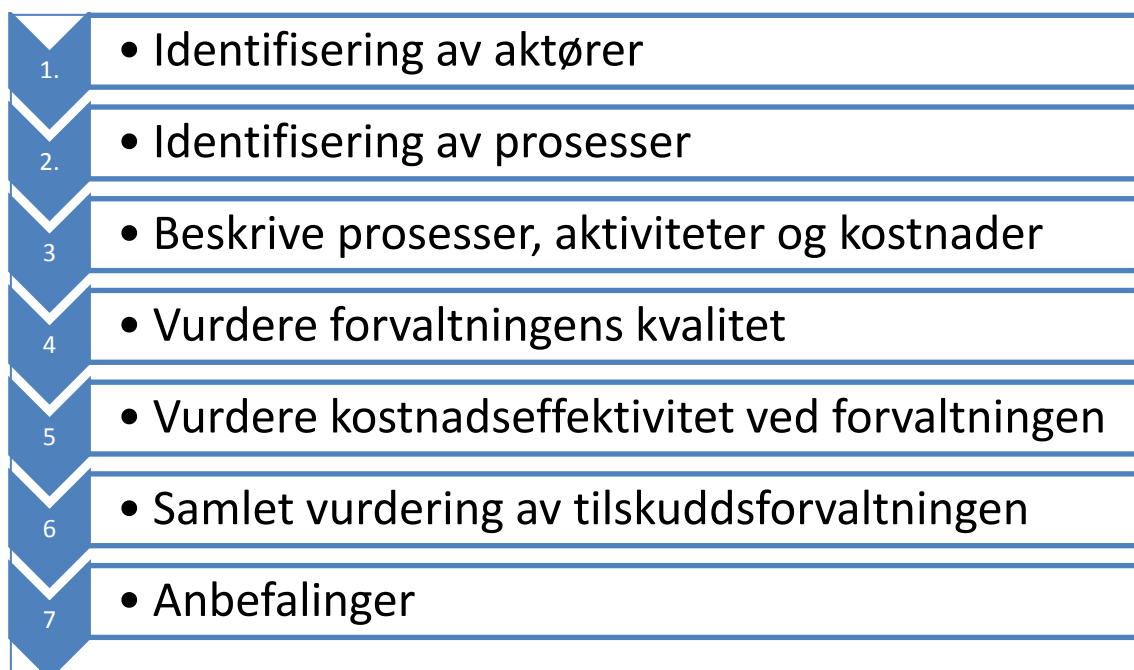 1. • Identifisering av aktører
2. • Identifisering av prosesser
3 • Beskrive prosesser, aktiviteter og kostnader
4 • Vurdere forvaltningens kvalitet
5 • Vurdere kostnadseffektivitet ved forvaltningen
6 • Samlet vurdering av tilskuddsforvaltningen
7 • Anbefalinger